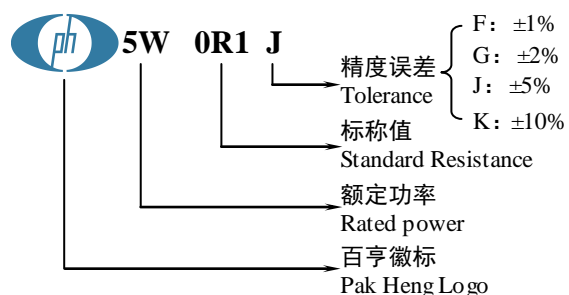 ph 5W 0R1 J
精度误差
Tolerance
F: ±1%
G: ±2%
J: ±5%
K: ±10%
标称值
Standard Resistance
额定功率
Rated power
百亨徽标
Pak Heng Logo